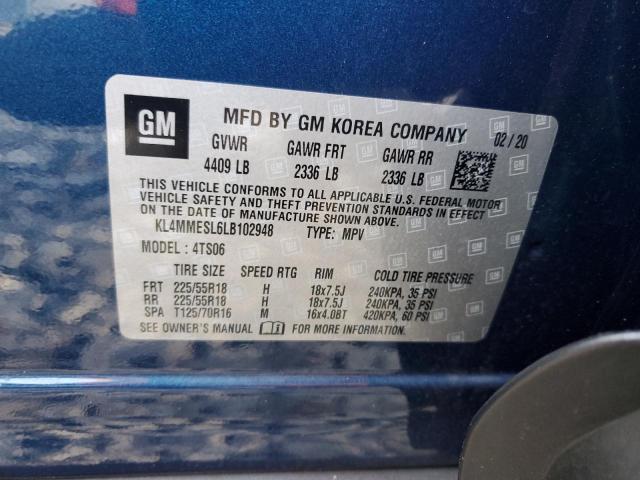 GM MFD BY GM KOREA COMPANY 02/20
GVWR GAWR FRT GAWR RR
4409 LB 2336 LB 2336 LB
THIS VEHICLE CONFORMS TO ALL APPLICABLE U.S. FEDERAL MOTOR
VEHICLE SAFETY AND THEFT PREVENTION STANDARDS IN EFFECT
ON THE DATE OF MANUFACTURE SHOWN ABOVE.
KL4MMESL6LB102948 TYPE: MPV
MODEL: 4TS06
TIRE SIZE SPEED RTG RIM COLD TIRE PRESSURE
FRT 225/55R18 H 18x7.5J 240KPA, 35 PSI
RR 225/55R18 H 18x7.5J 240KPA, 35 PSI
SPA T125/70R16 M 16x4.0BT 420KPA, 60 PSI
SEE OWNER'S MANUAL FOR MORE INFORMATION.